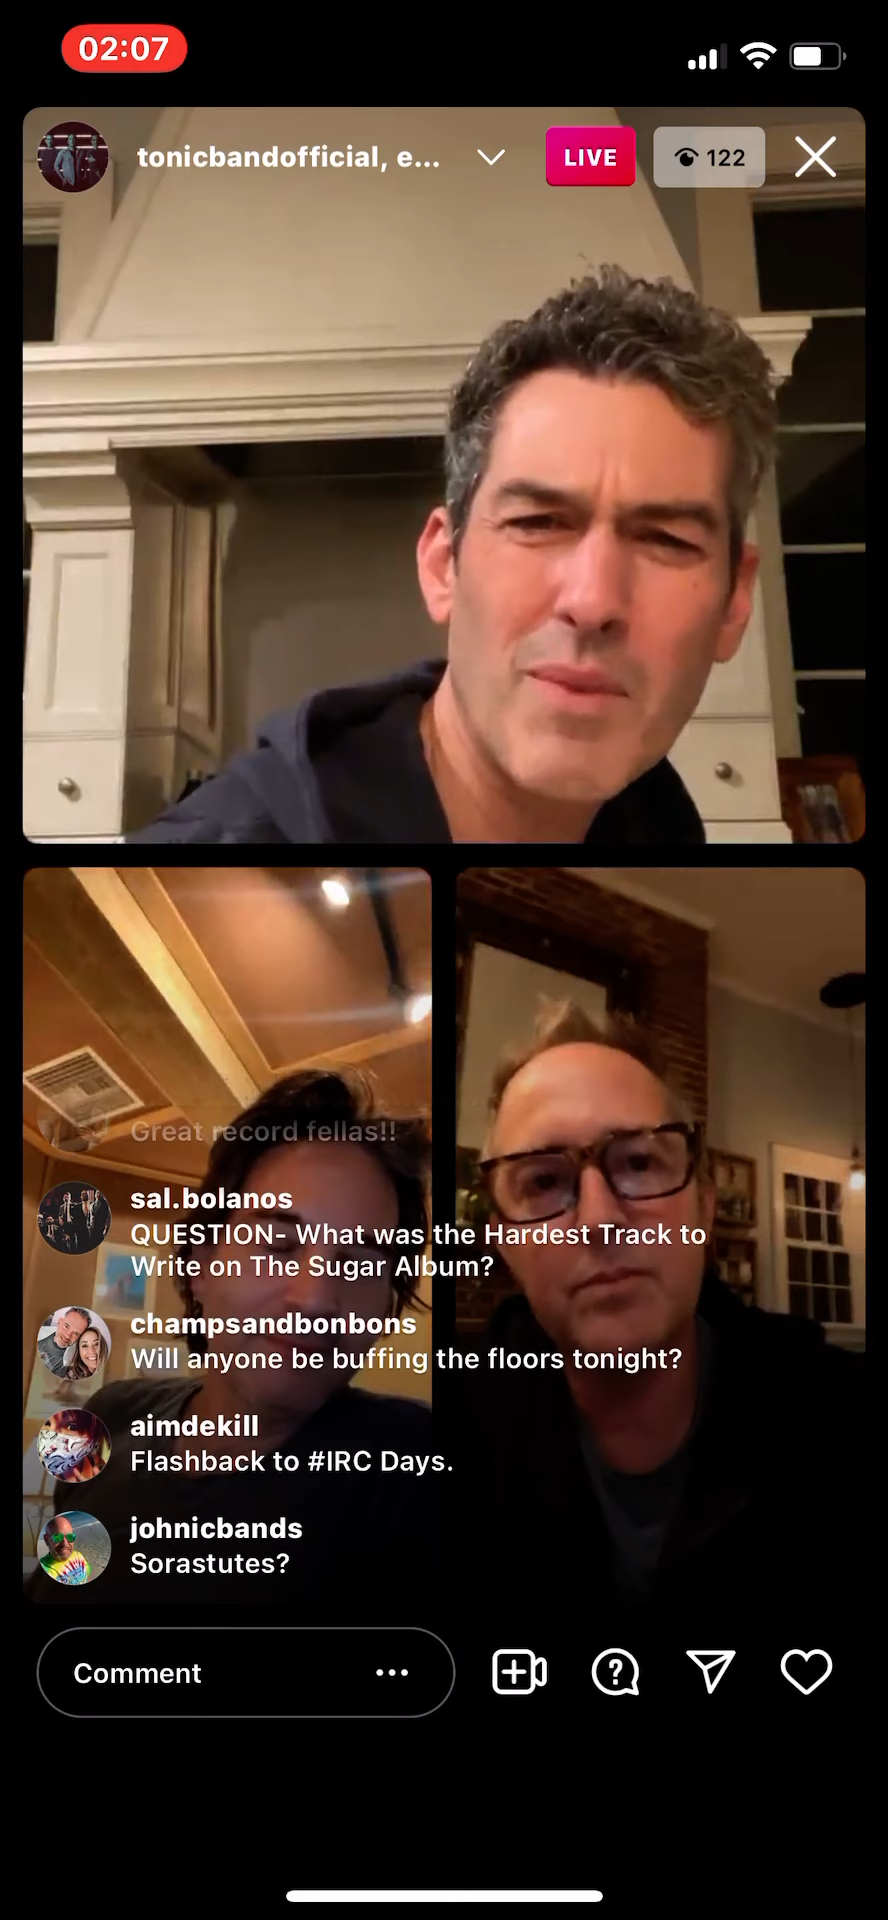 02:07
tonicbandofficial, e...
LIVE
122
Great record fellas!!
sal.bolanos
QUESTION- What was the Hardest Track to
Write on The Sugar Album?
champsandbonbons
Will anyone be buffing the floors tonight?
aimdekill
Flashback to #IRC Days.
johnicbands
Sorastutes?
Comment